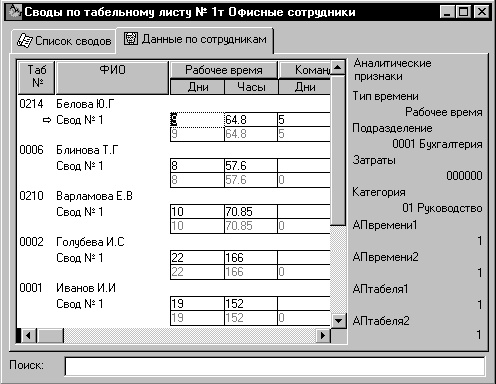 Своды по табельному листу № 1т Офисные сотрудники
Список сводов Данные по сотрудникам
Таб № ФИО Рабочее время Коман
Дни Часы Дни
0214 Белова Ю.Г
Свод № 1 9 64.8 5
9 64.8 5
0006 Блинова Т.Г
Свод № 1 8 57.6
8 57.6 0
0210 Варламова Е.В
Свод № 1 10 70.85
10 70.85 0
0002 Голубева И.С
Свод № 1 22 166
22 166 0
0001 Иванов И.И
Свод № 1 19 152
19 152 0
Аналитические
признаки
Тип времени
Рабочее время
Подразделение
0001 Бухгалтерия
Затраты
000000
Категория
01 Руководство
АПвремени1
1
АПвремени2
1
АПтабеля1
1
АПтабеля2
1
Поиск: